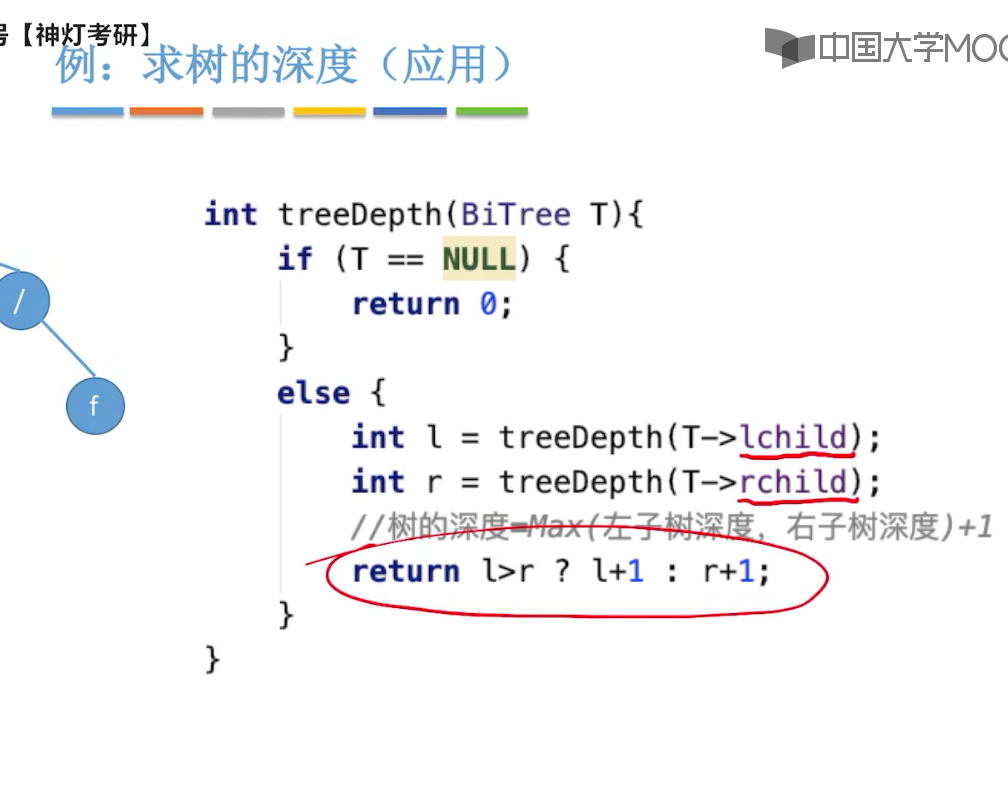 号【神灯考研】
例：求树的深度（应用）
中国大学MOO
int treeDepth(BiTree T){
if (T == NULL) {
return 0;
}
else {
int l = treeDepth(T->lchild);
int r = treeDepth(T->rchild);
//树的深度=Max(左子树深度，右子树深度)+1
return l>r ? l+1 : r+1;
}
}
/
f